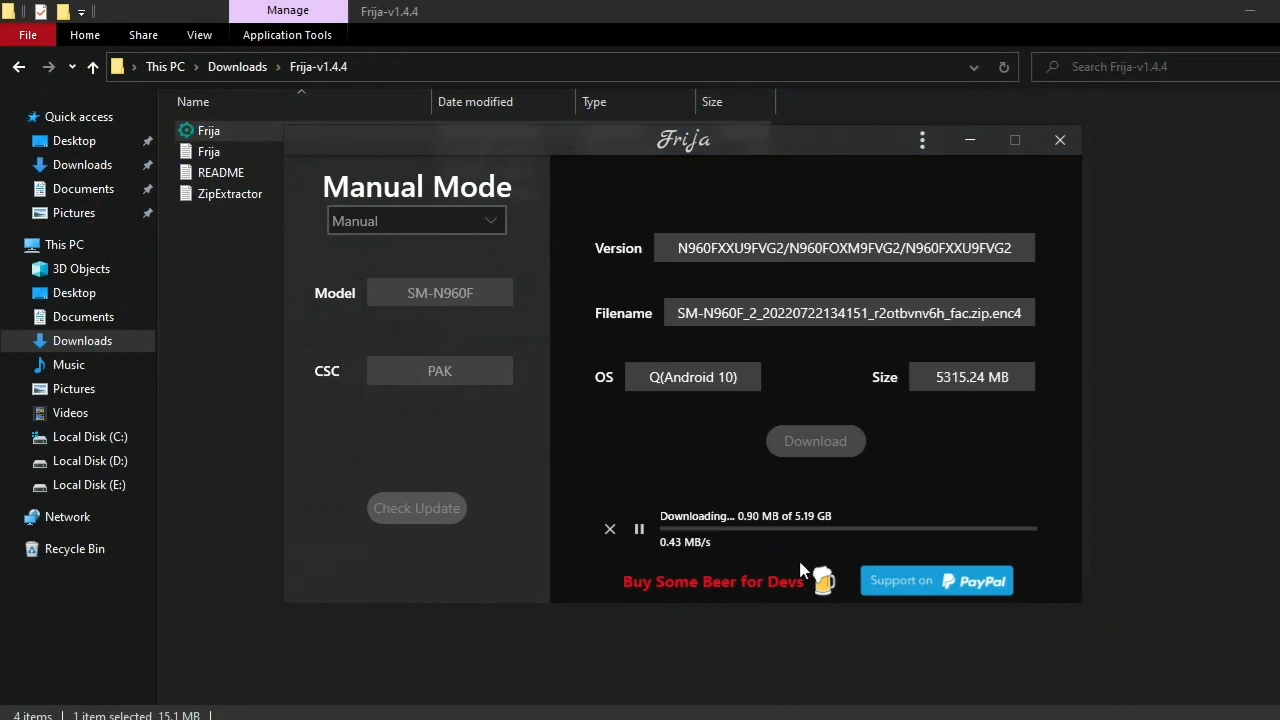 Manage
Frija-v1.4.4
File
Home
Share
View
Application Tools
This PC
Downloads
Frija-v1.4.4
Search Frija-v1.4.4
Name
Date modified
Type
Size
Quick access
Desktop
Downloads
Documents
Pictures
This PC
3D Objects
Desktop
Documents
Downloads
Music
Pictures
Videos
Local Disk (C:)
Local Disk (D:)
Local Disk (E:)
Network
Recycle Bin
Frija
Frija
README
ZipExtractor
Frija
Manual Mode
Manual
Model
SM-N960F
CSC
PAK
Check Update
Version
N960FXXU9FVG2/N960FOXM9FVG2/N960FXXU9FVG2
Filename
SM-N960F_2_20220722134151_r2otbvnv6h_fac.zip.enc4
OS
Q(Android 10)
Size
5315.24 MB
Download
Downloading... 0.90 MB of 5.19 GB
0.43 MB/s
Buy Some Beer for Devs
Support on PayPal
4 items
1 item selected 15.1 MB